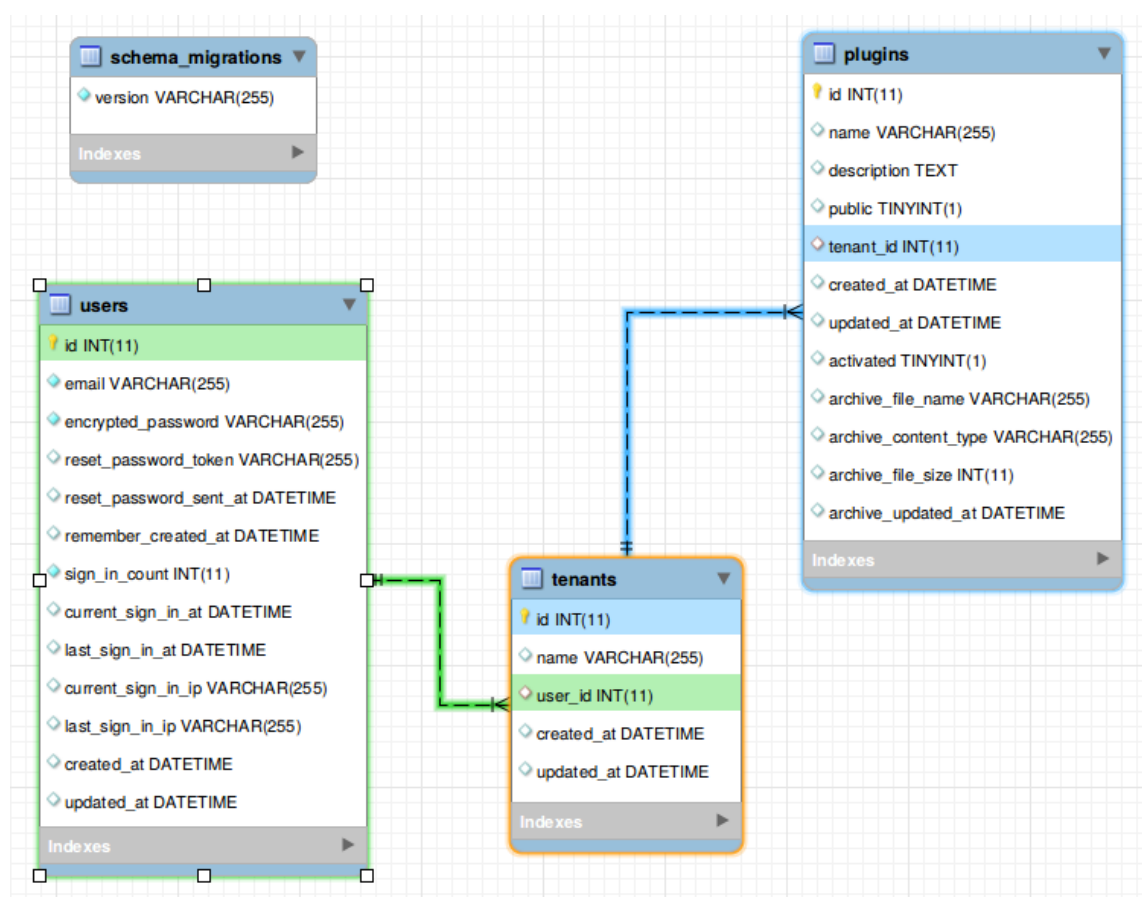 schema_migrations
version VARCHAR(255)
Indexes
users
id INT(11)
email VARCHAR(255)
encrypted_password VARCHAR(255)
reset_password_token VARCHAR(255)
reset_password_sent_at DATETIME
remember_created_at DATETIME
sign_in_count INT(11)
current_sign_in_at DATETIME
last_sign_in_at DATETIME
current_sign_in_ip VARCHAR(255)
last_sign_in_ip VARCHAR(255)
created_at DATETIME
updated_at DATETIME
Indexes
tenants
id INT(11)
name VARCHAR(255)
user_id INT(11)
created_at DATETIME
updated_at DATETIME
Indexes
plugins
id INT(11)
name VARCHAR(255)
description TEXT
public TINYINT(1)
tenant_id INT(11)
created_at DATETIME
updated_at DATETIME
activated TINYINT(1)
archive_file_name VARCHAR(255)
archive_content_type VARCHAR(255)
archive_file_size INT(11)
archive_updated_at DATETIME
Indexes